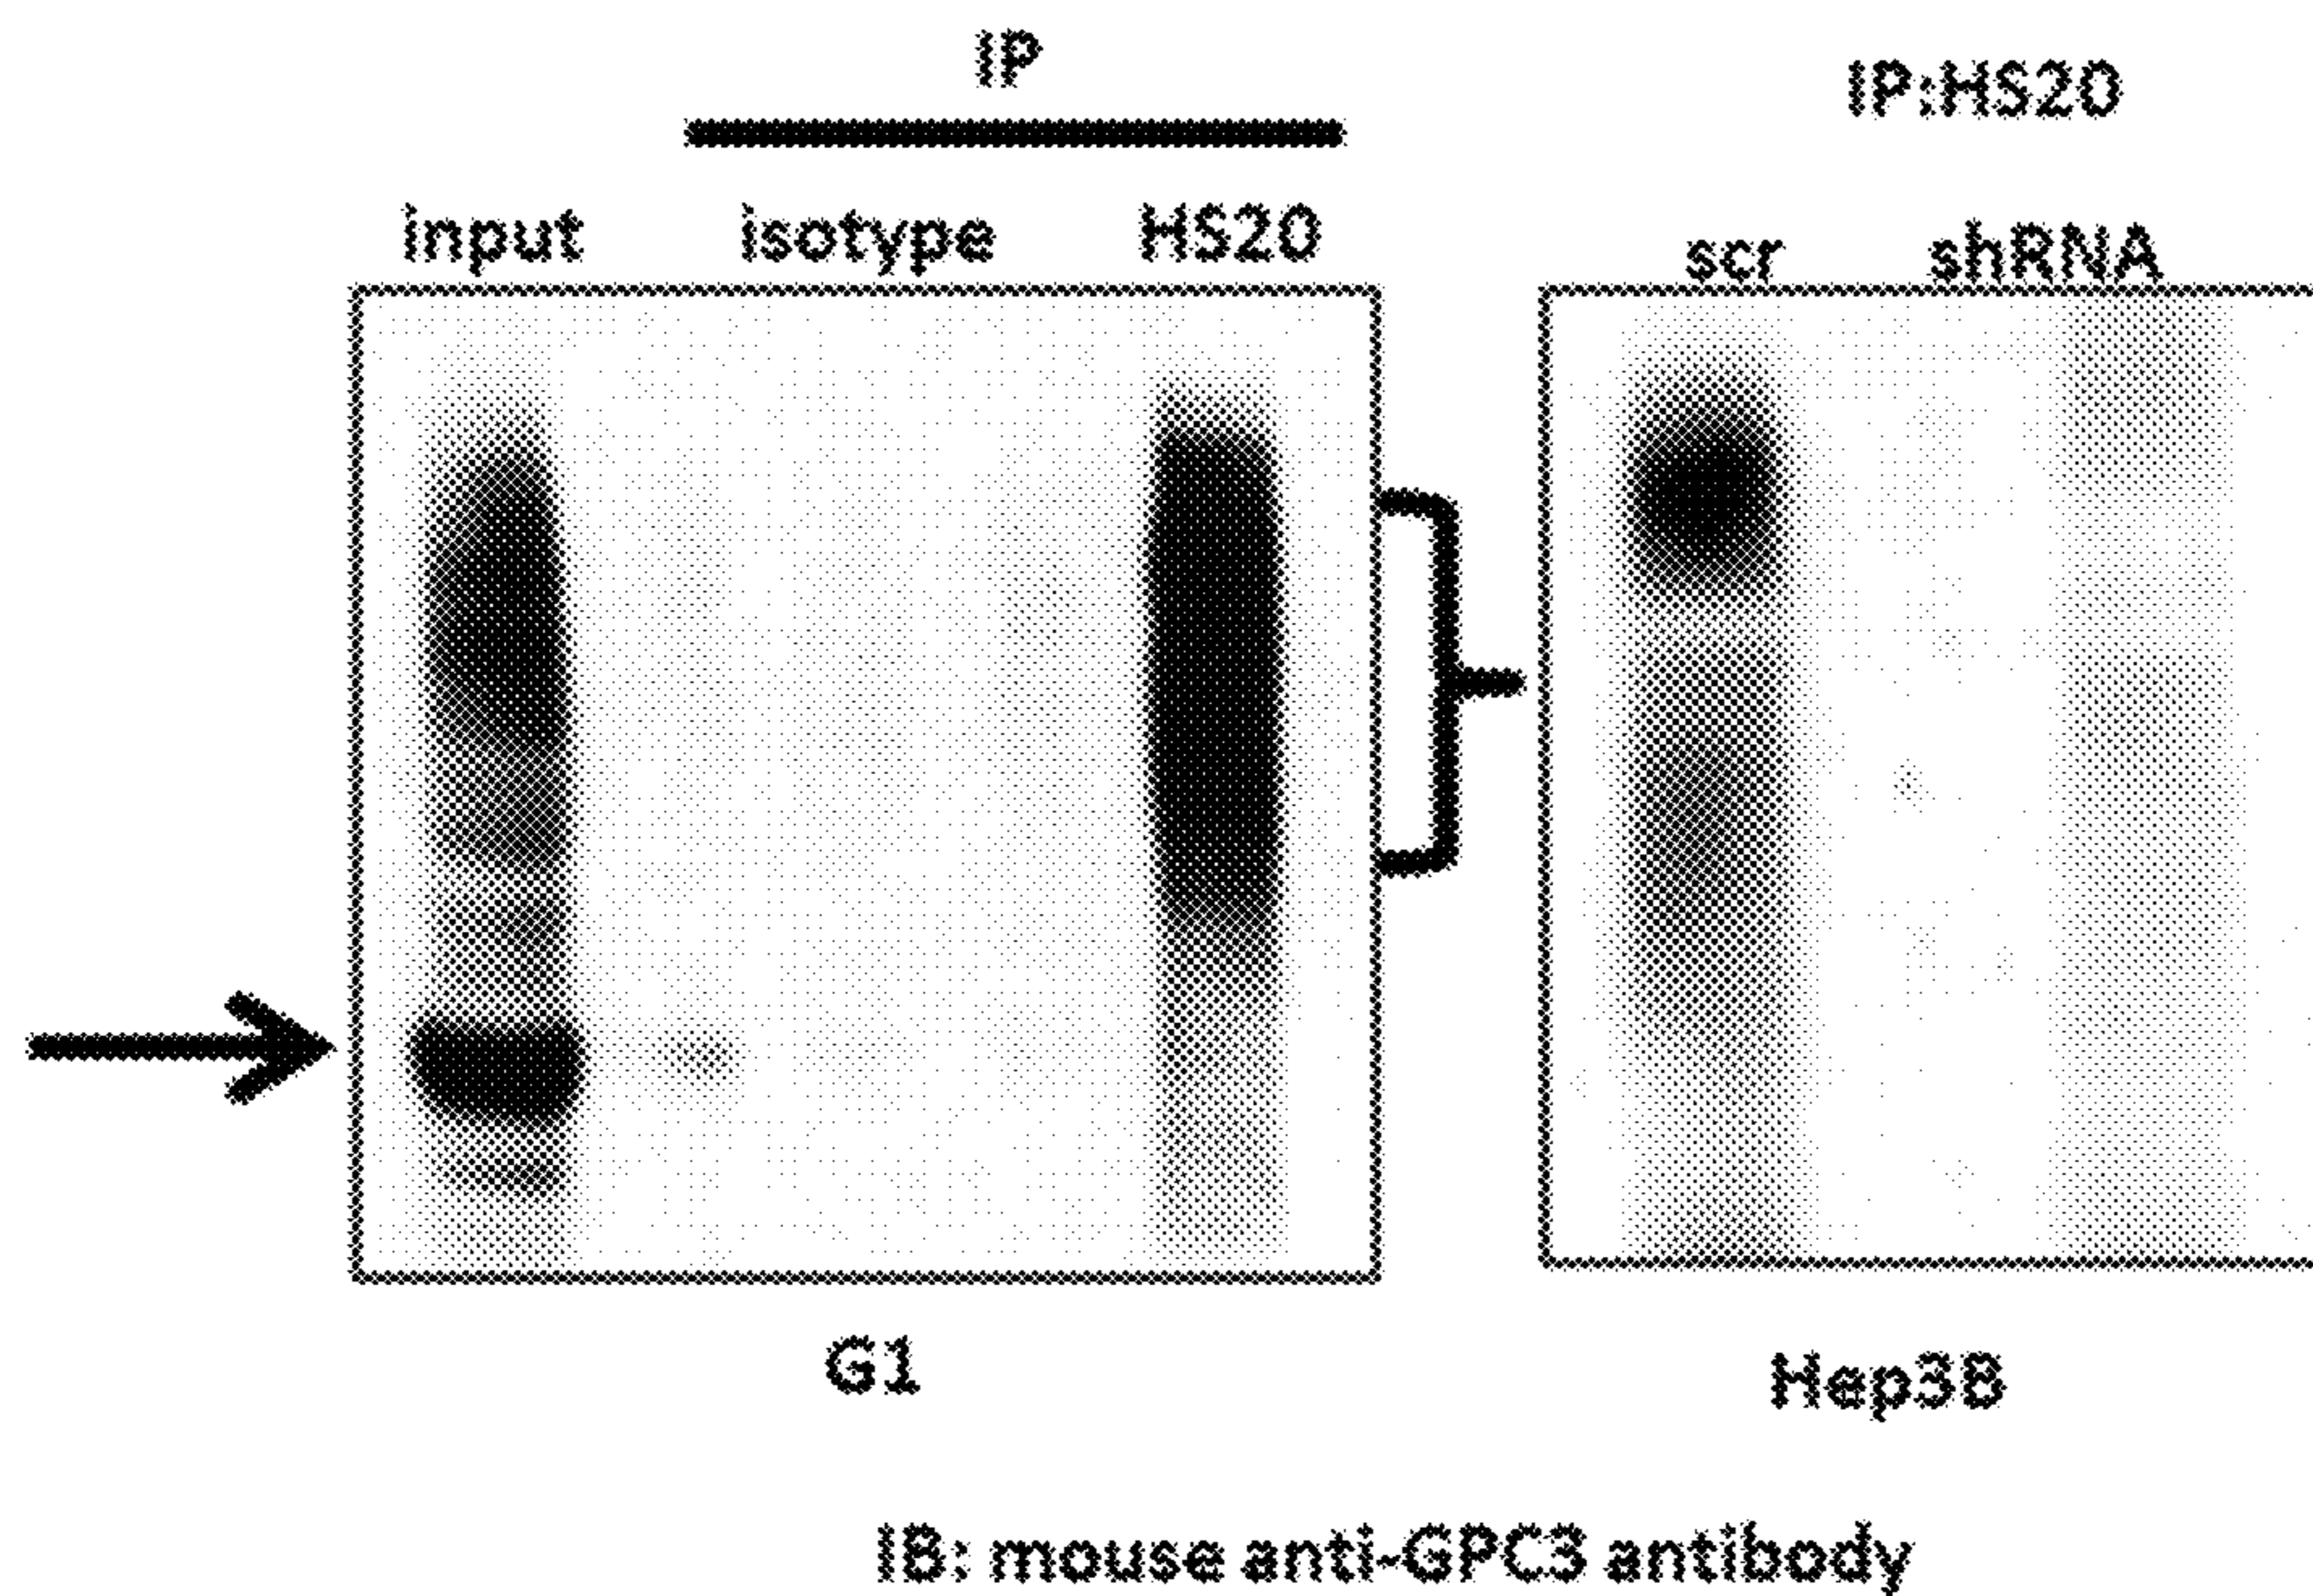 IP
IP:HS20
input isotype HS20
scr shRNA
G1
Hep3B
IB: mouse anti-GPC3 antibody